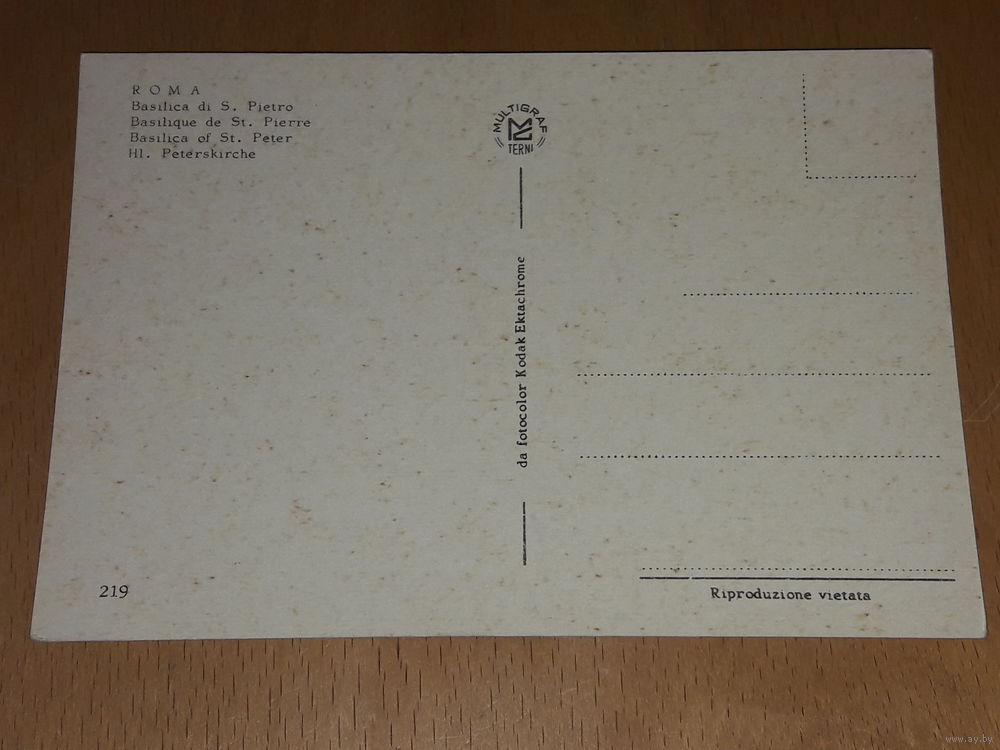 ROMA
Basilica di S. Pietro
Basilique de St. Pierre
Basilica of St. Peter
Hl. Peterskirche
MULTIGRAF
TERNI
da fotocolor Kodak Ektachrome
219
Riproduzione vietata
www.ay.by